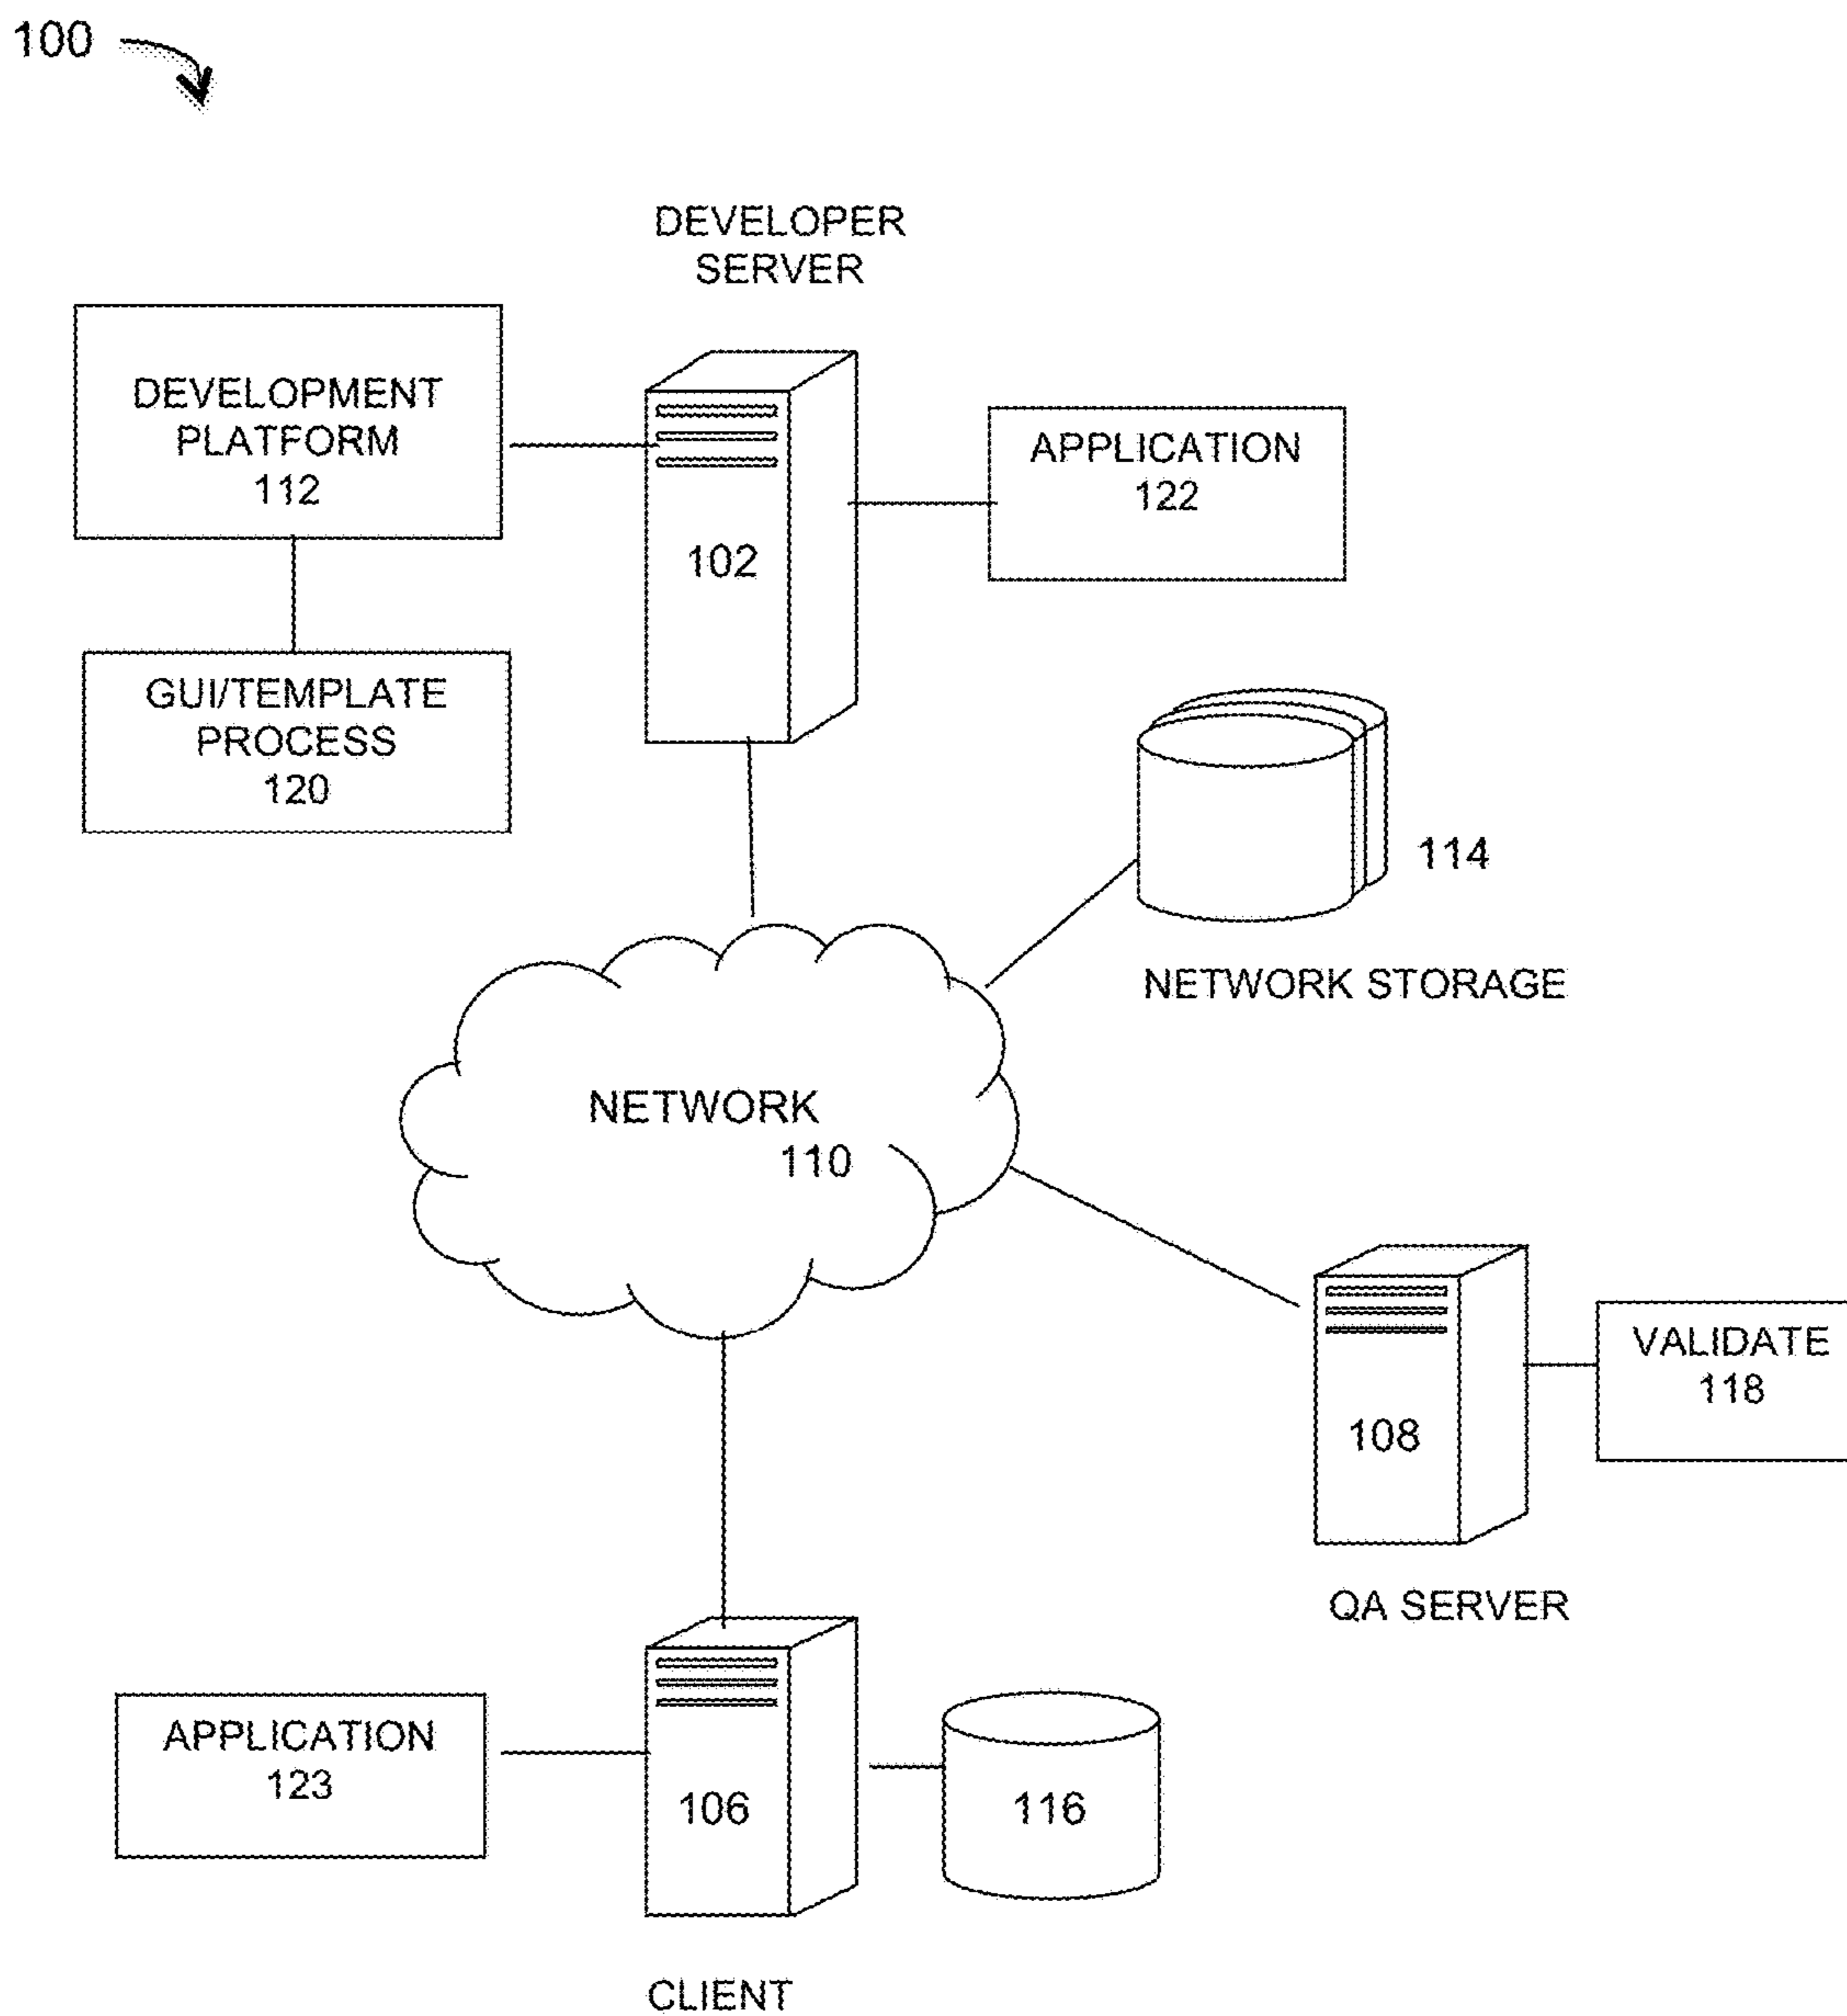 100
DEVELOPER
SERVER
DEVELOPMENT
PLATFORM
112
APPLICATION
122
102
GUI/TEMPLATE
PROCESS
120
114
NETWORK STORAGE
NETWORK
110
VALIDATE
118
108
QA SERVER
APPLICATION
123
106
116
CLIENT